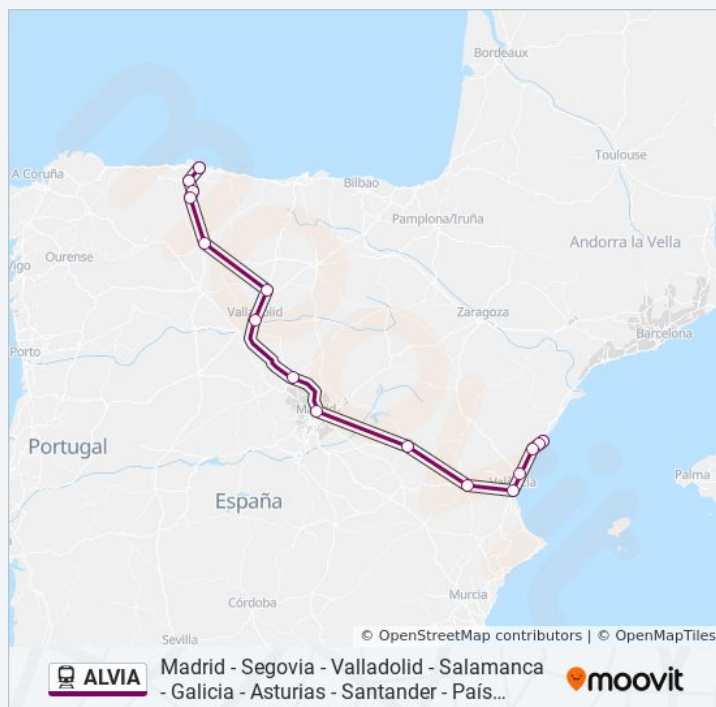 Bordeaux
Toulouse
A Coruña
Bilbao
Pamplona/Iruña
Andorra la Vella
Vigo
Ourense
Valladolid
Zaragoza
Barcelona
Porto
Madrid
Portugal
València
Palma
España
Murcia
Córdoba
Sevilla
© OpenStreetMap contributors | © OpenMapTiles
ALVIA
Madrid - Segovia - Valladolid - Salamanca
- Galicia - Asturias - Santander - País…
moovit